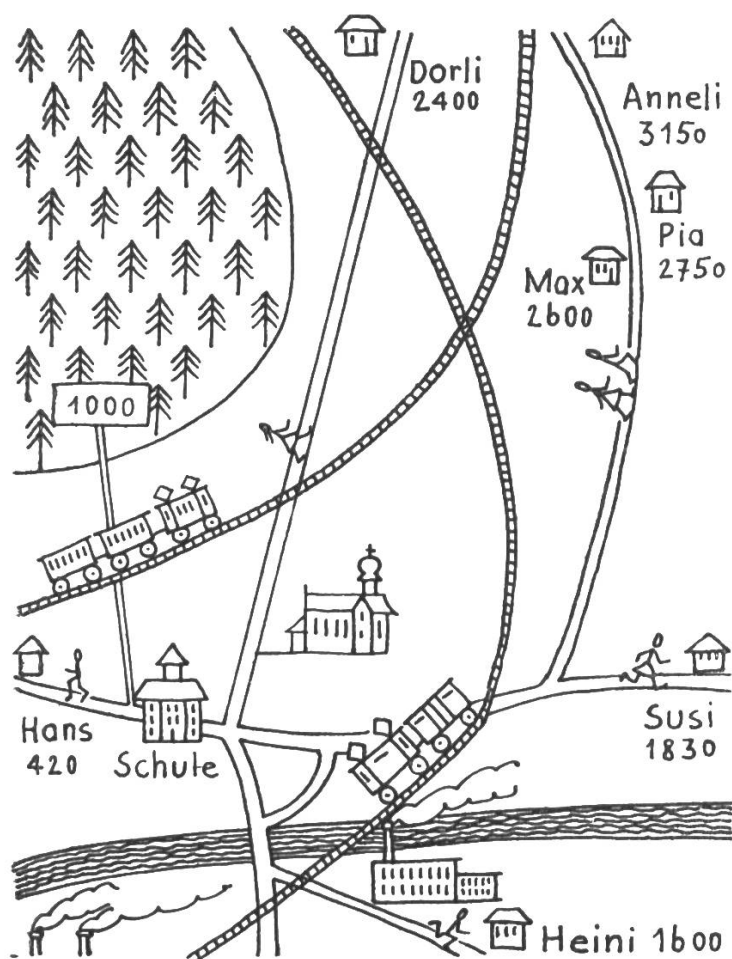 Dorli
2400
Anneli
3150
Pia
2750
Max
2600
1000
Hans
420
Schule
Susi
1830
Heini 1600